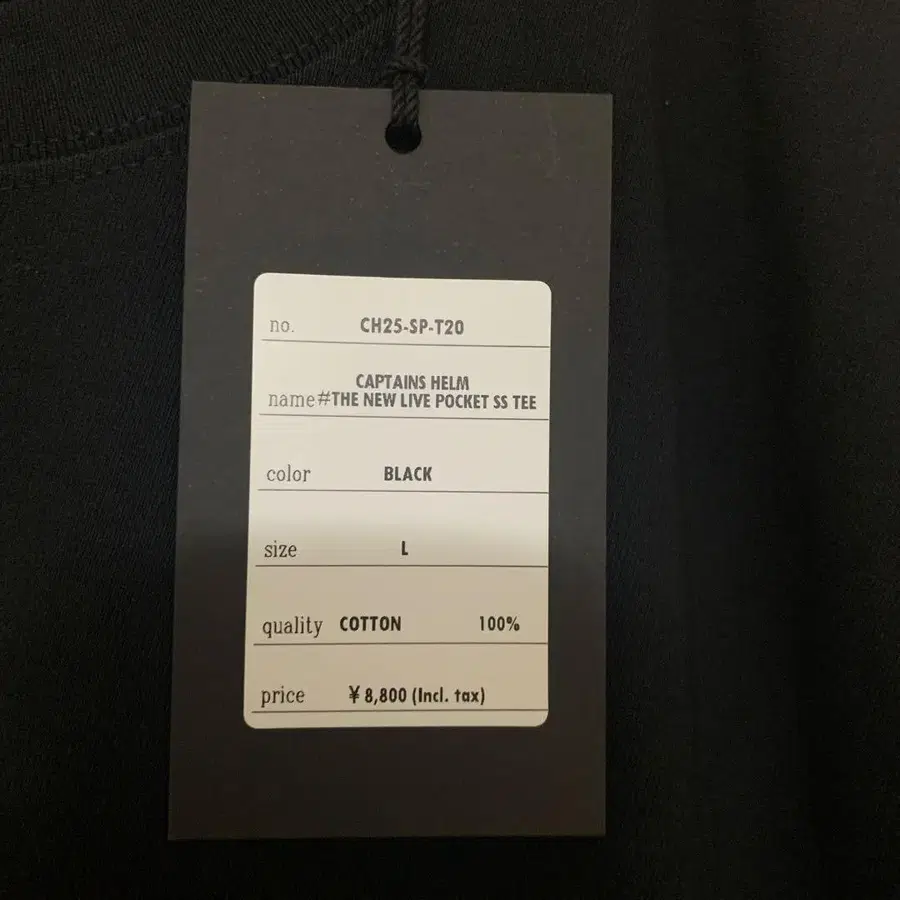 no. CH25-SP-T20
CAPTAINS HELM
name #THE NEW LIVE POCKET SS TEE
color BLACK
size L
quality COTTON 100%
price ¥8,800 (Incl. tax)